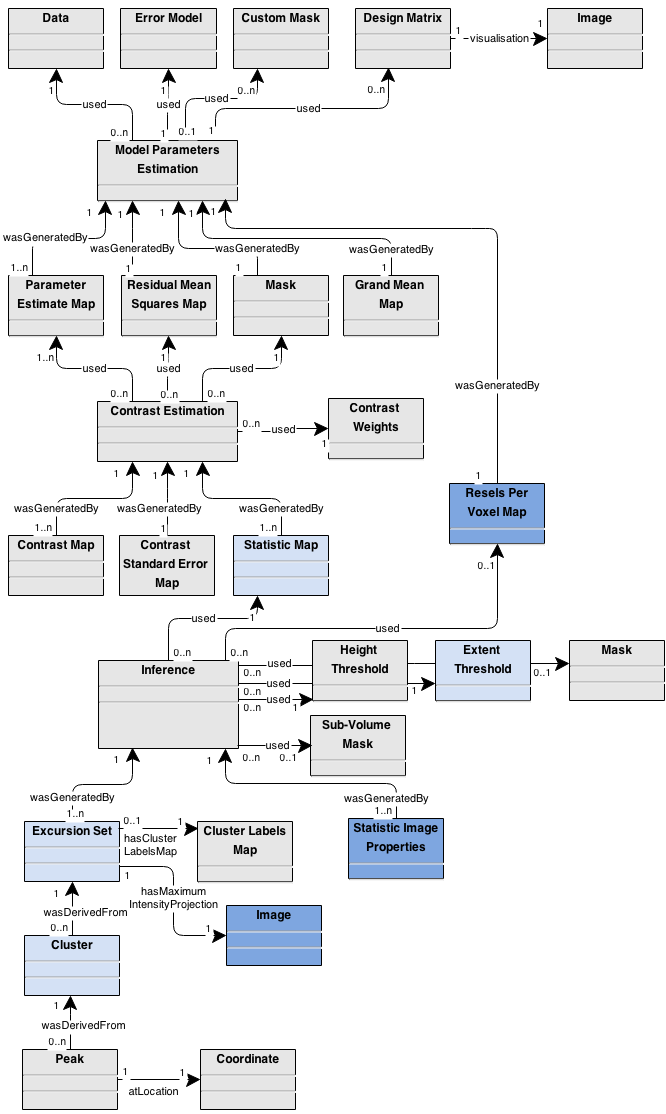 Data
Error Model
Custom Mask
Design Matrix
Image
1
visualisation
1
1
used
0..n
1
used
1
0..n
used
0..1
0..n
used
1
Model Parameters
Estimation
1
1
1
1
1
wasGeneratedBy
1..n
wasGeneratedBy
1
wasGeneratedBy
1
wasGeneratedBy
1
Parameter
Estimate Map
Residual Mean
Squares Map
Mask
Grand Mean
Map
1..n
used
0..n
1
used
0..n
1
used
0..n
wasGeneratedBy
1
Contrast Estimation
0..n
used
1
Contrast
Weights
1
1
1
wasGeneratedBy
1..n
wasGeneratedBy
1
wasGeneratedBy
1..n
Resels Per
Voxel Map
Contrast Map
Contrast
Standard Error
Map
Statistic Map
0..1
used
1
0..n
used
0..n
Inference
used
0..n
used
0..n
used
0..n
1
Height
Threshold
1
Extent
Threshold
0..1
Mask
used
0..n
0..1
Sub-Volume
Mask
1
1
wasGeneratedBy
1..n
wasGeneratedBy
1..n
Excursion Set
0..1
1
hasCluster
LabelsMap
Cluster Labels
Map
Statistic Image
Properties
1
hasMaximum
IntensityProjection
1
Image
1
wasDerivedFrom
0..n
Cluster
1
wasDerivedFrom
0..n
Peak
1
1
atLocation
Coordinate